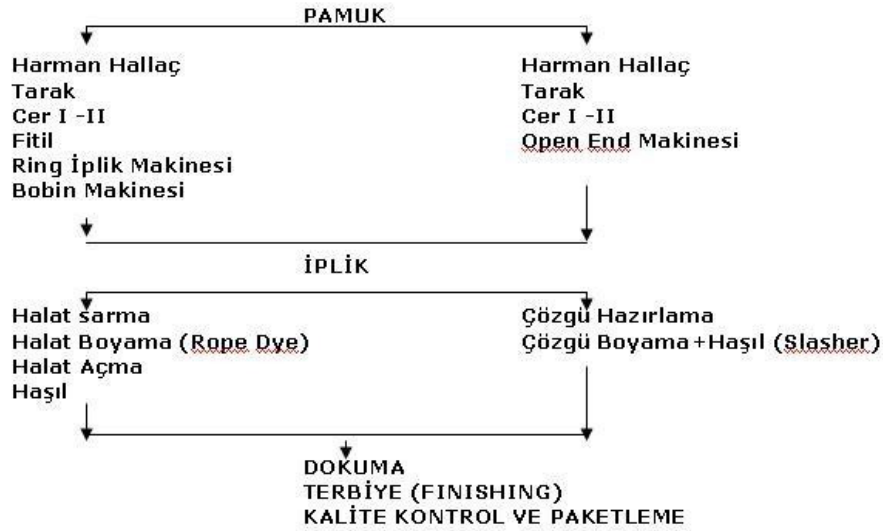 PAMUK
Harman Hallaç
Tarak
Cer I -II
Fitil
Ring İplik Makinesi
Bobin Makinesi
Harman Hallaç
Tarak
Cer I -II
Open End Makinesi
İPLİK
Halat sarma
Halat Boyama (Rope Dye)
Halat Açma
Haşıl
Çözgü Hazırlama
Çözgü Boyama+Haşıl (Slasher)
DOKUMA
TERBİYE (FINISHING)
KALİTE KONTROL VE PAKETLEME